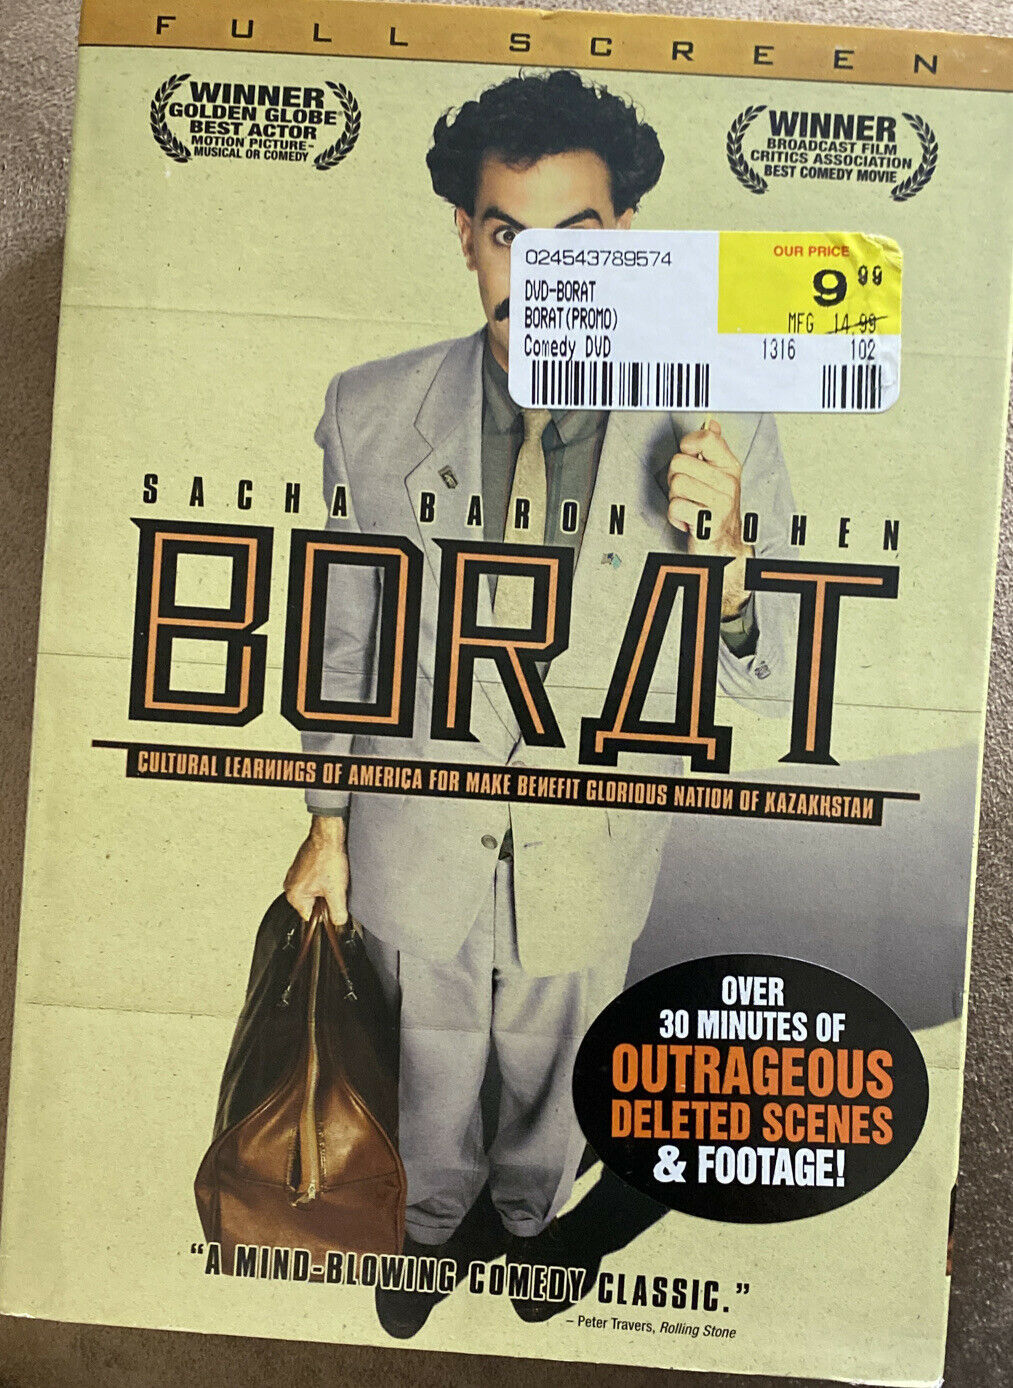 FULL SCREEN
WINNER
GOLDEN GLOBE®
BEST ACTOR
MOTION PICTURE-
MUSICAL OR COMEDY
WINNER
BROADCAST FILM
CRITICS ASSOCIATION
BEST COMEDY MOVIE
024543789574
OUR PRICE
9 99
DVD-BORAT
BORAT(PROMO)
MFG 14.99
Comedy DVD
1316 102
SACHA BARON COHEN
BORДT
ÇULTURAL LEARИIИGS OF AMERIÇA FOR MAKE BEИEFIT GLORIOUS ИATIOИ OF KAZAKHSTAИ
OVER
30 MINUTES OF
OUTRAGEOUS
DELETED SCENES
& FOOTAGE!
“A MIND-BLOWING COMEDY CLASSIC.”
– Peter Travers, Rolling Stone